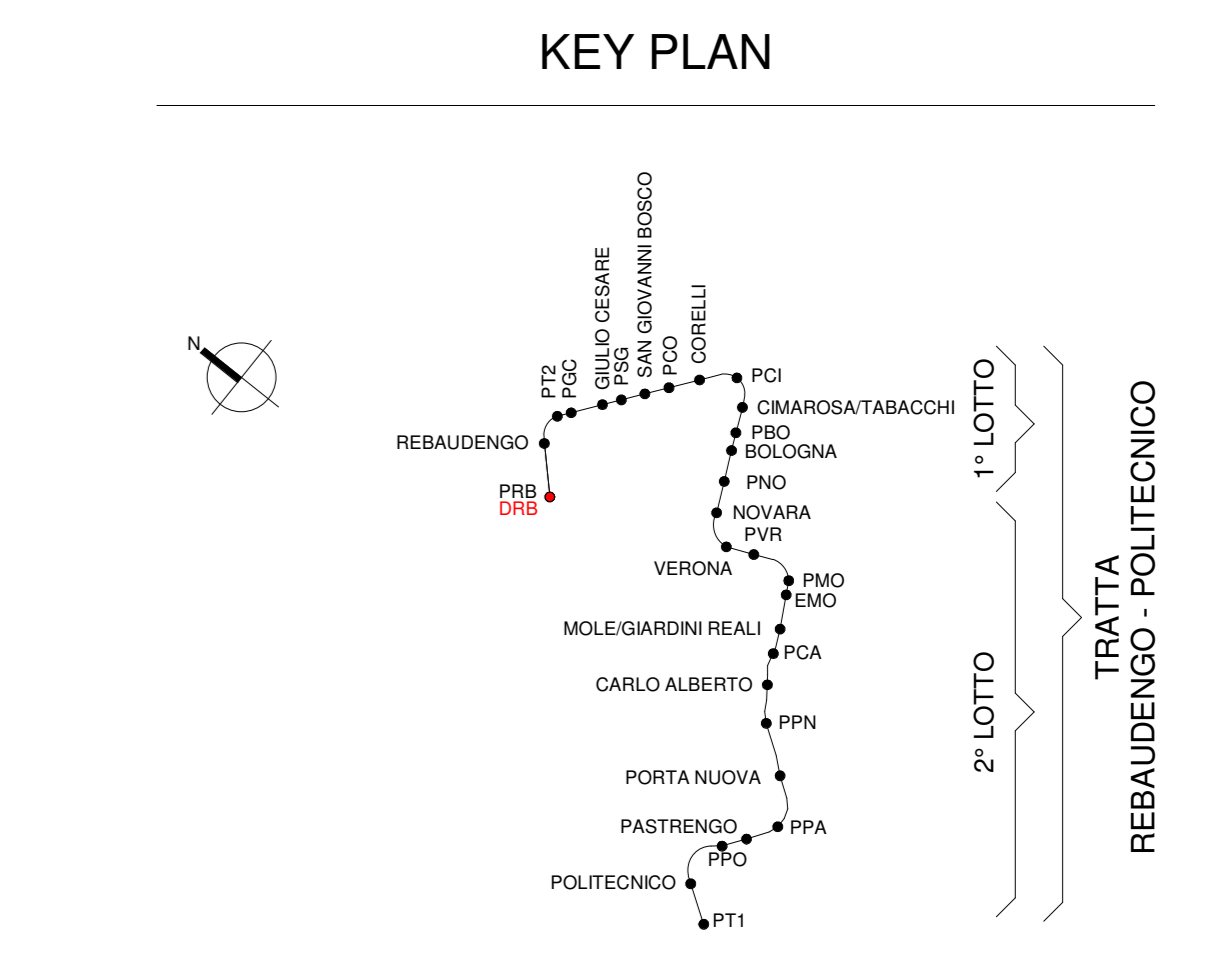 KEY PLAN
N
PT2
PGC
GIULIO CESARE
PSG
SAN GIOVANNI BOSCO
PCO
CORELLI
PCI
CIMAROSA/TABACCHI
REBAUDENGO
PBO
BOLOGNA
PRB
DRB
PNO
NOVARA
PVR
VERONA
PMO
EMO
MOLE/GIARDINI REALI
PCA
CARLO ALBERTO
PPN
PORTA NUOVA
PASTRENGO
PPA
PPO
POLITECNICO
PT1
1° LOTTO
2° LOTTO
TRATTA
REBAUDENGO - POLITECNICO